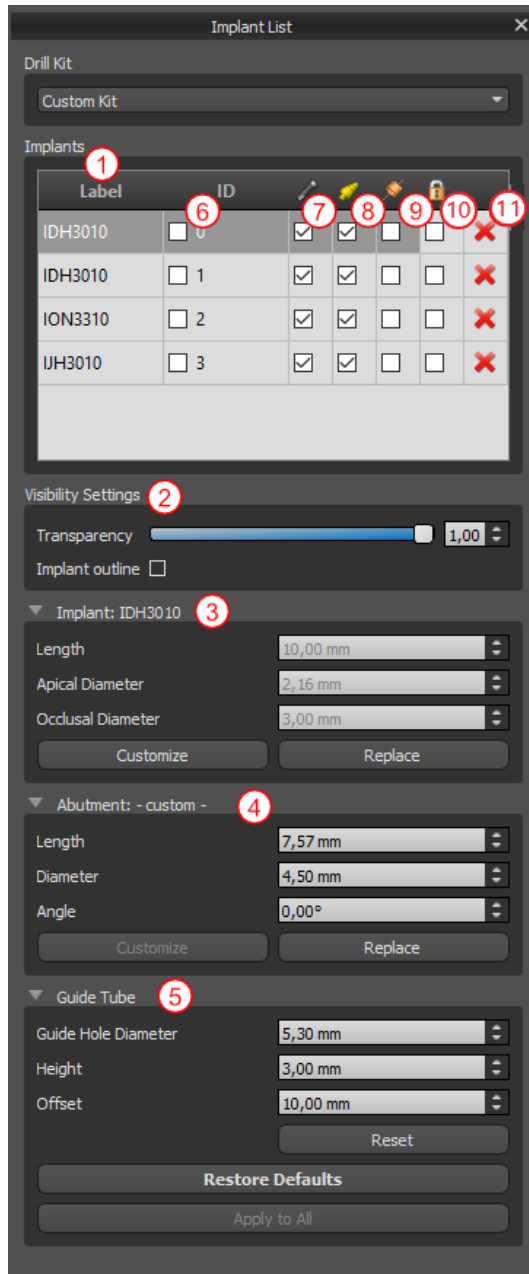 Implant List
Drill Kit
Custom Kit
Implants
1
Label ID
6 7 8 9 10 11
IDH3010 0
IDH3010 1
ION3310 2
IJH3010 3
Visibility Settings 2
Transparency 1,00
Implant outline
Implant: IDH3010 3
Length 10,00 mm
Apical Diameter 2,16 mm
Occlusal Diameter 3,00 mm
Customize Replace
Abutment: - custom - 4
Length 7,57 mm
Diameter 4,50 mm
Angle 0,00°
Customize Replace
Guide Tube 5
Guide Hole Diameter 5,30 mm
Height 3,00 mm
Offset 10,00 mm
Reset
Restore Defaults
Apply to All